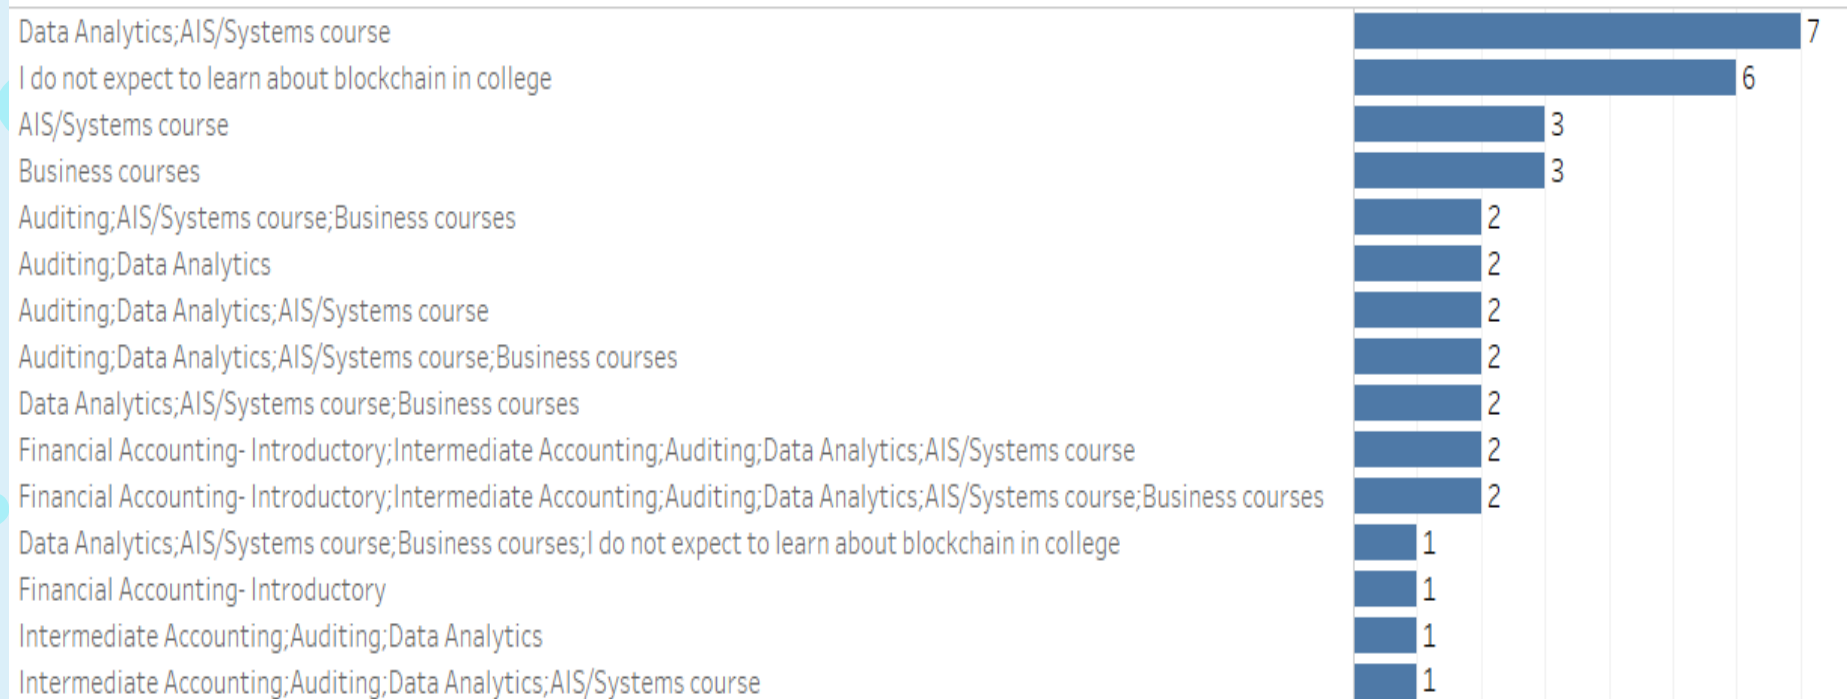 Data Analytics;AIS/Systems course 7
I do not expect to learn about blockchain in college 6
AIS/Systems course 3
Business courses 3
Auditing;AIS/Systems course;Business courses 2
Auditing;Data Analytics 2
Auditing;Data Analytics;AIS/Systems course 2
Auditing;Data Analytics;AIS/Systems course;Business courses 2
Data Analytics;AIS/Systems course;Business courses 2
Financial Accounting- Introductory;Intermediate Accounting;Auditing;Data Analytics;AIS/Systems course 2
Financial Accounting- Introductory;Intermediate Accounting;Auditing;Data Analytics;AIS/Systems course;Business courses 2
Data Analytics;AIS/Systems course;Business courses;I do not expect to learn about blockchain in college 1
Financial Accounting- Introductory 1
Intermediate Accounting;Auditing;Data Analytics 1
Intermediate Accounting;Auditing;Data Analytics;AIS/Systems course 1